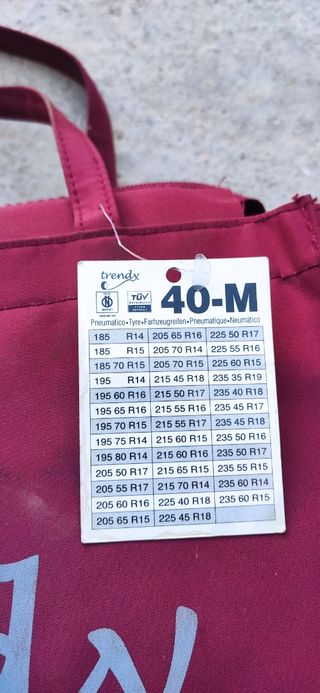 trendy
TÜV
40-M
Pneumatico•Tyre•Farhzeugreifen•Pneumatique•Neumático
185 R14 205 65 R16 225 50 R17
185 R15 205 70 R14 225 55 R16
185 70 R15 205 70 R15 225 60 R15
195 R14 215 45 R18 235 35 R19
195 60 R16 215 50 R17 235 40 R18
195 65 R16 215 55 R16 235 45 R17
195 70 R15 215 55 R17 235 45 R18
195 75 R14 215 60 R15 235 50 R16
195 80 R14 215 60 R16 235 50 R17
205 50 R17 215 65 R15 235 55 R15
205 55 R17 215 70 R14 235 60 R14
205 60 R16 225 40 R18 235 60 R15
205 65 R15 225 45 R18